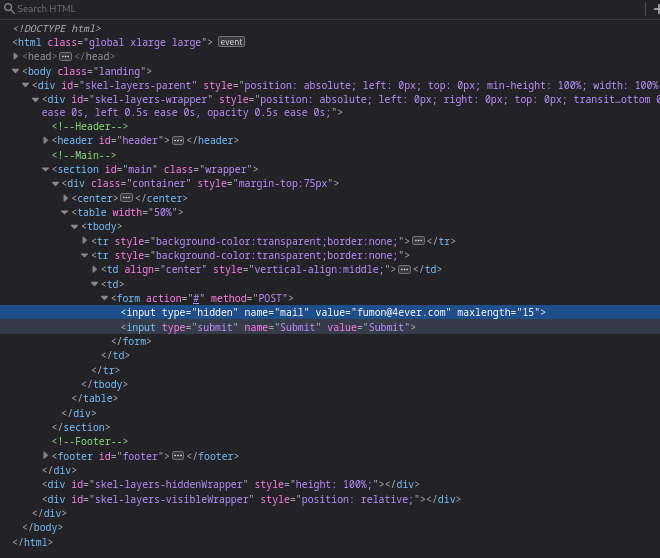 Search HTML
<!DOCTYPE html>
<html class="global xlarge large"> event
<head> ... </head>
<body class="landing">
<div id="skel-layers-parent" style="position: absolute; left: 0px; top: 0px; min-height: 100%; width: 100%
<div id="skel-layers-wrapper" style="position: absolute; left: 0px; right: 0px; top: 0px; transit…ottom 0
ease 0s, left 0.5s ease 0s, opacity 0.5s ease 0s;">
<!--Header-->
<header id="header"> ... </header>
<!--Main-->
<section id="main" class="wrapper">
<div class="container" style="margin-top:75px">
<center> ... </center>
<table width="50%">
<tbody>
<tr style="background-color:transparent;border:none;"> ... </tr>
<tr style="background-color:transparent;border:none;">
<td align="center" style="vertical-align:middle;"> ... </td>
<td>
<form action="#" method="POST">
<input type="hidden" name="mail" value="fumon@4ever.com" maxlength="15">
<input type="submit" name="Submit" value="Submit">
</form>
</td>
</tr>
</tbody>
</table>
</div>
</section>
<!--Footer-->
<footer id="footer"> ... </footer>
</div>
<div id="skel-layers-hiddenWrapper" style="height: 100%;"></div>
<div id="skel-layers-visibleWrapper" style="position: relative;"></div>
</div>
</body>
</html>